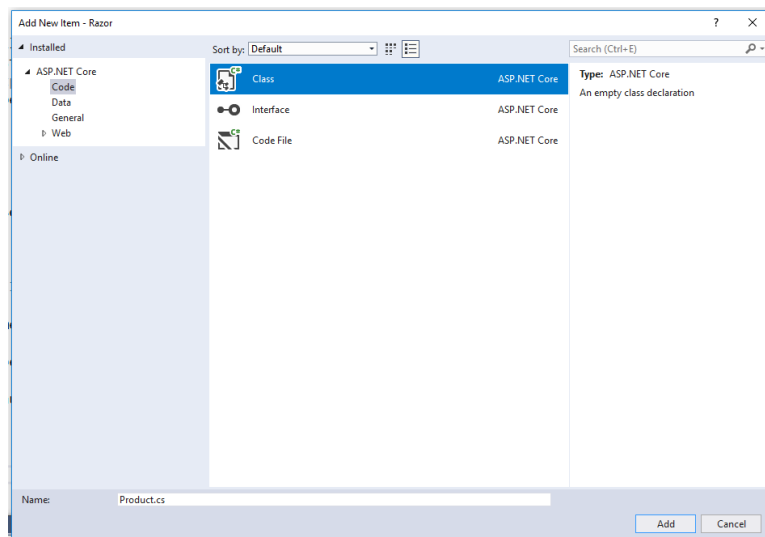 Add New Item - Razor
? ×
Installed
Sort by: Default
Search (Ctrl+E)
ASP.NET Core
Code
Data
General
Web
Online
Class ASP.NET Core
Interface ASP.NET Core
Code File ASP.NET Core
Type: ASP.NET Core
An empty class declaration
Name: Product.cs
Add Cancel